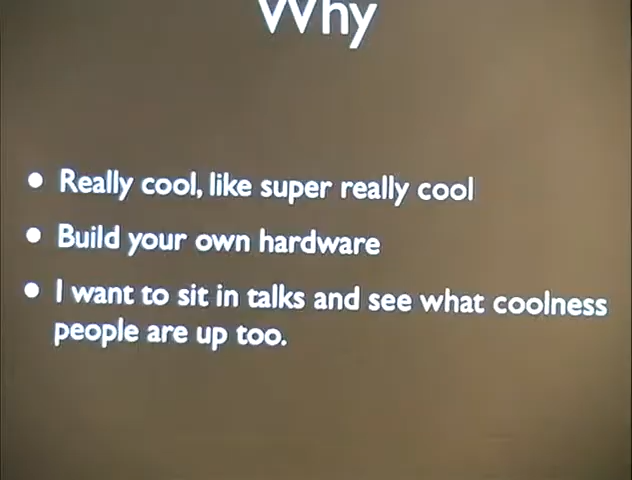 Why
Really cool, like super really cool
Build your own hardware
I want to sit in talks and see what coolness
people are up too.